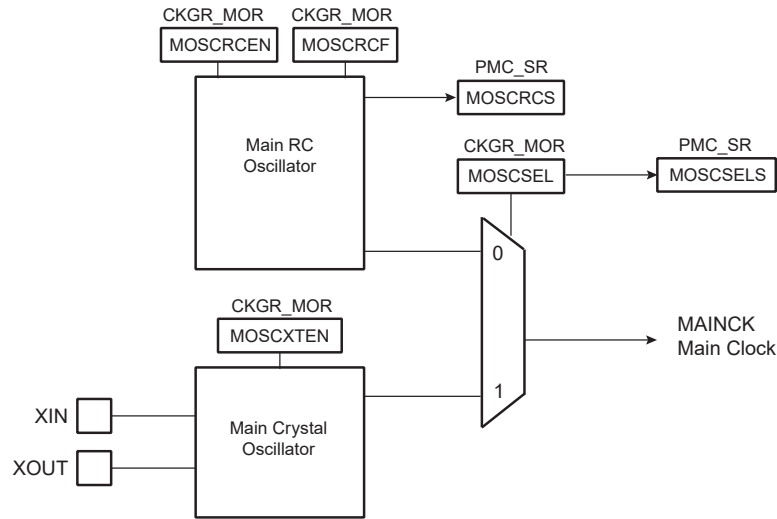 CKGR_MOR
MOSCRCEN
CKGR_MOR
MOSCRCF
PMC_SR
MOSCRCS
Main RC
Oscillator
CKGR_MOR
MOSCSEL
PMC_SR
MOSCSELS
0
CKGR_MOR
MOSCXTEN
MAINCK
Main Clock
1
XIN
XOUT
Main Crystal
Oscillator